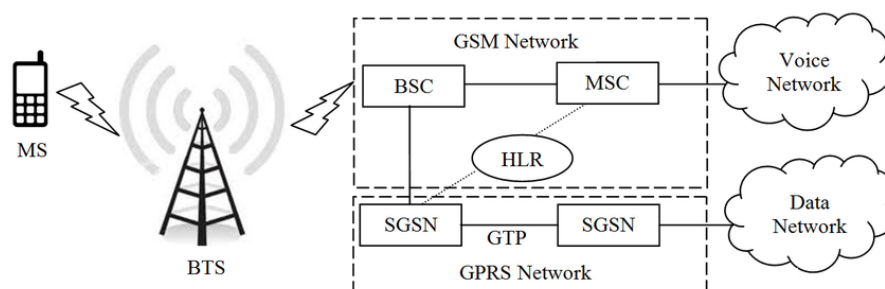 GSM Network
Voice
Network
BSC
MSC
MS
HLR
Data
Network
SGSN
GTP
SGSN
BTS
GPRS Network